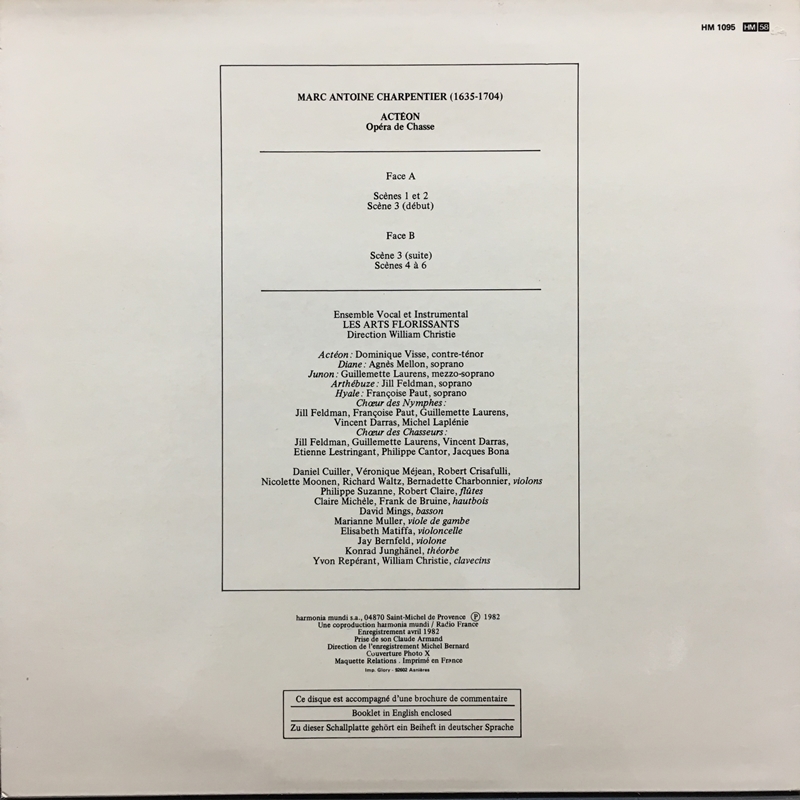 HM 1095 HM 58
MARC ANTOINE CHARPENTIER (1635-1704)
ACTÉON
Opéra de Chasse
Face A
Scènes 1 et 2
Scène 3 (début)
Face B
Scène 3 (suite)
Scènes 4 à 6
Ensemble Vocal et Instrumental
LES ARTS FLORISSANTS
Direction William Christie
Actéon : Dominique Visse, contre-ténor
Diane : Agnès Mellon, soprano
Junon : Guillemette Laurens, mezzo-soprano
Arthébuze : Jill Feldman, soprano
Hyale : Françoise Paut, soprano
Chœur des Nymphes :
Jill Feldman, Françoise Paut, Guillemette Laurens,
Vincent Darras, Michel Laplénie
Chœur des Chasseurs :
Jill Feldman, Guillemette Laurens, Vincent Darras,
Etienne Lestringant, Philippe Cantor, Jacques Bona
Daniel Cuiller, Véronique Méjean, Robert Crisafulli,
Nicolette Moonen, Richard Waltz, Bernadette Charbonnier, violons
Philippe Suzanne, Robert Claire, flûtes
Claire Michèle, Frank de Bruine, hautbois
David Mings, basson
Marianne Muller, viole de gambe
Elisabeth Matiffa, violoncelle
Jay Bernfeld, violone
Konrad Junghänel, théorbe
Yvon Repérant, William Christie, clavecins
harmonia mundi s.a., 04870 Saint-Michel de Provence Ⓟ 1982
Une coproduction harmonia mundi / Radio France
Enregistrement avril 1982
Prise de son Claude Armand
Direction de l'enregistrement Michel Bernard
Couverture Photo X
Maquette Relations . Imprimé en France
Imp. Glory - 92602 Asnières
Ce disque est accompagné d'une brochure de commentaire
Booklet in English enclosed
Zu dieser Schallplatte gehört ein Beiheft in deutscher Sprache